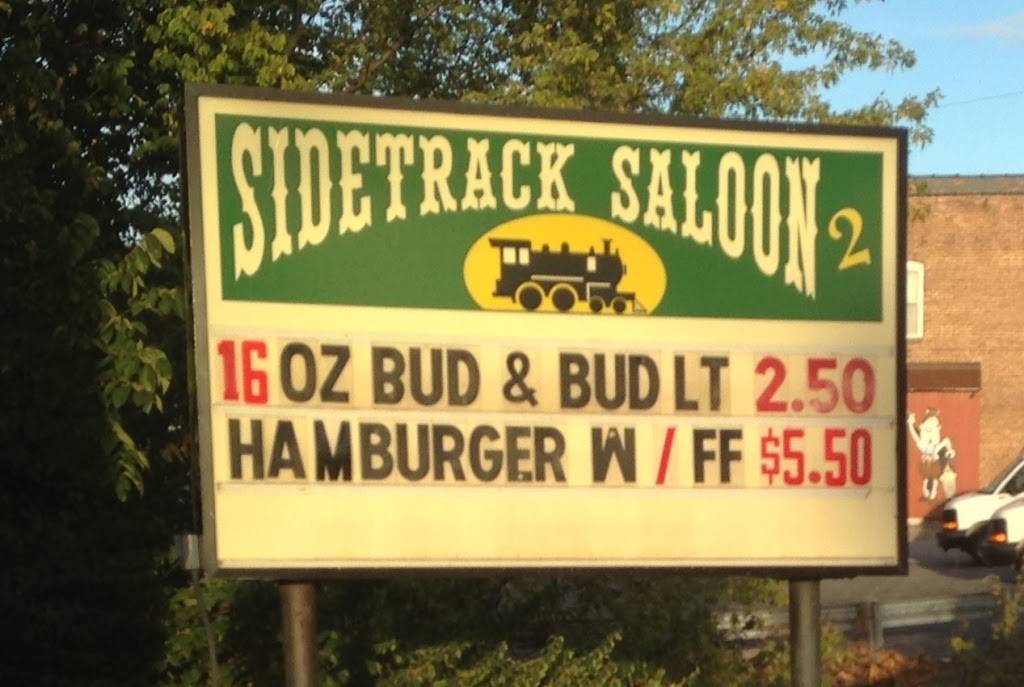 SIDETRACK SALOON 2
16 OZ BUD & BUD LT 2.50
HAMBURGER W / FF $5.50